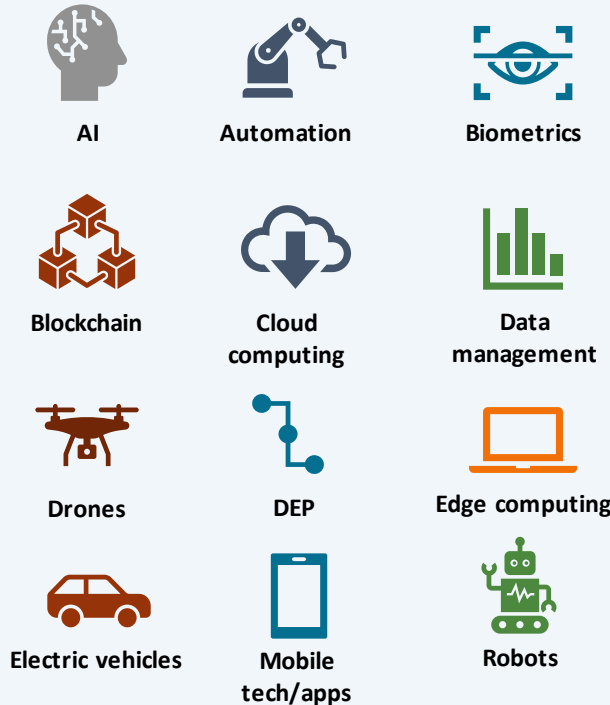 AI
Automation
Biometrics
Blockchain
Cloud
computing
Data
management
Drones
DEP
Edge computing
Electric vehicles
Mobile
tech/apps
Robots